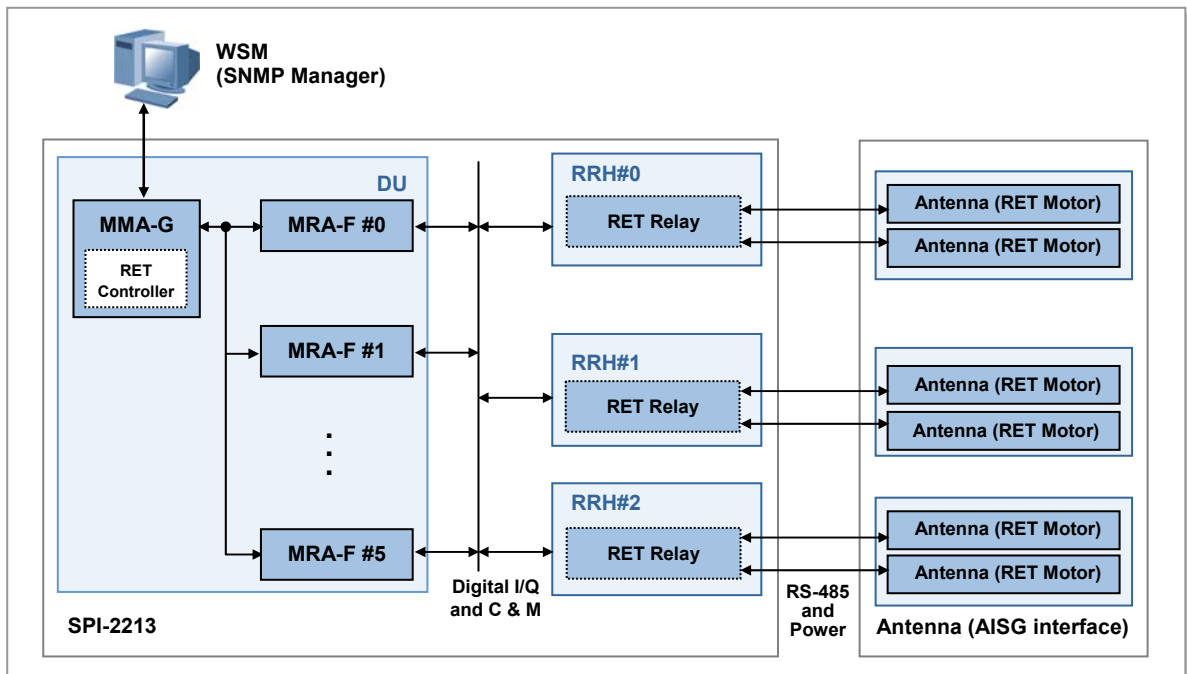 WSM
(SNMP Manager)
DU
MMA-G
RET
Controller
MRA-F #0
MRA-F #1
.
.
.
MRA-F #5
Digital I/Q
and C & M
SPI-2213
RRH#0
RET Relay
RRH#1
RET Relay
RRH#2
RET Relay
RS-485
and
Power
Antenna (RET Motor)
Antenna (RET Motor)
Antenna (RET Motor)
Antenna (RET Motor)
Antenna (RET Motor)
Antenna (RET Motor)
Antenna (AISG interface)